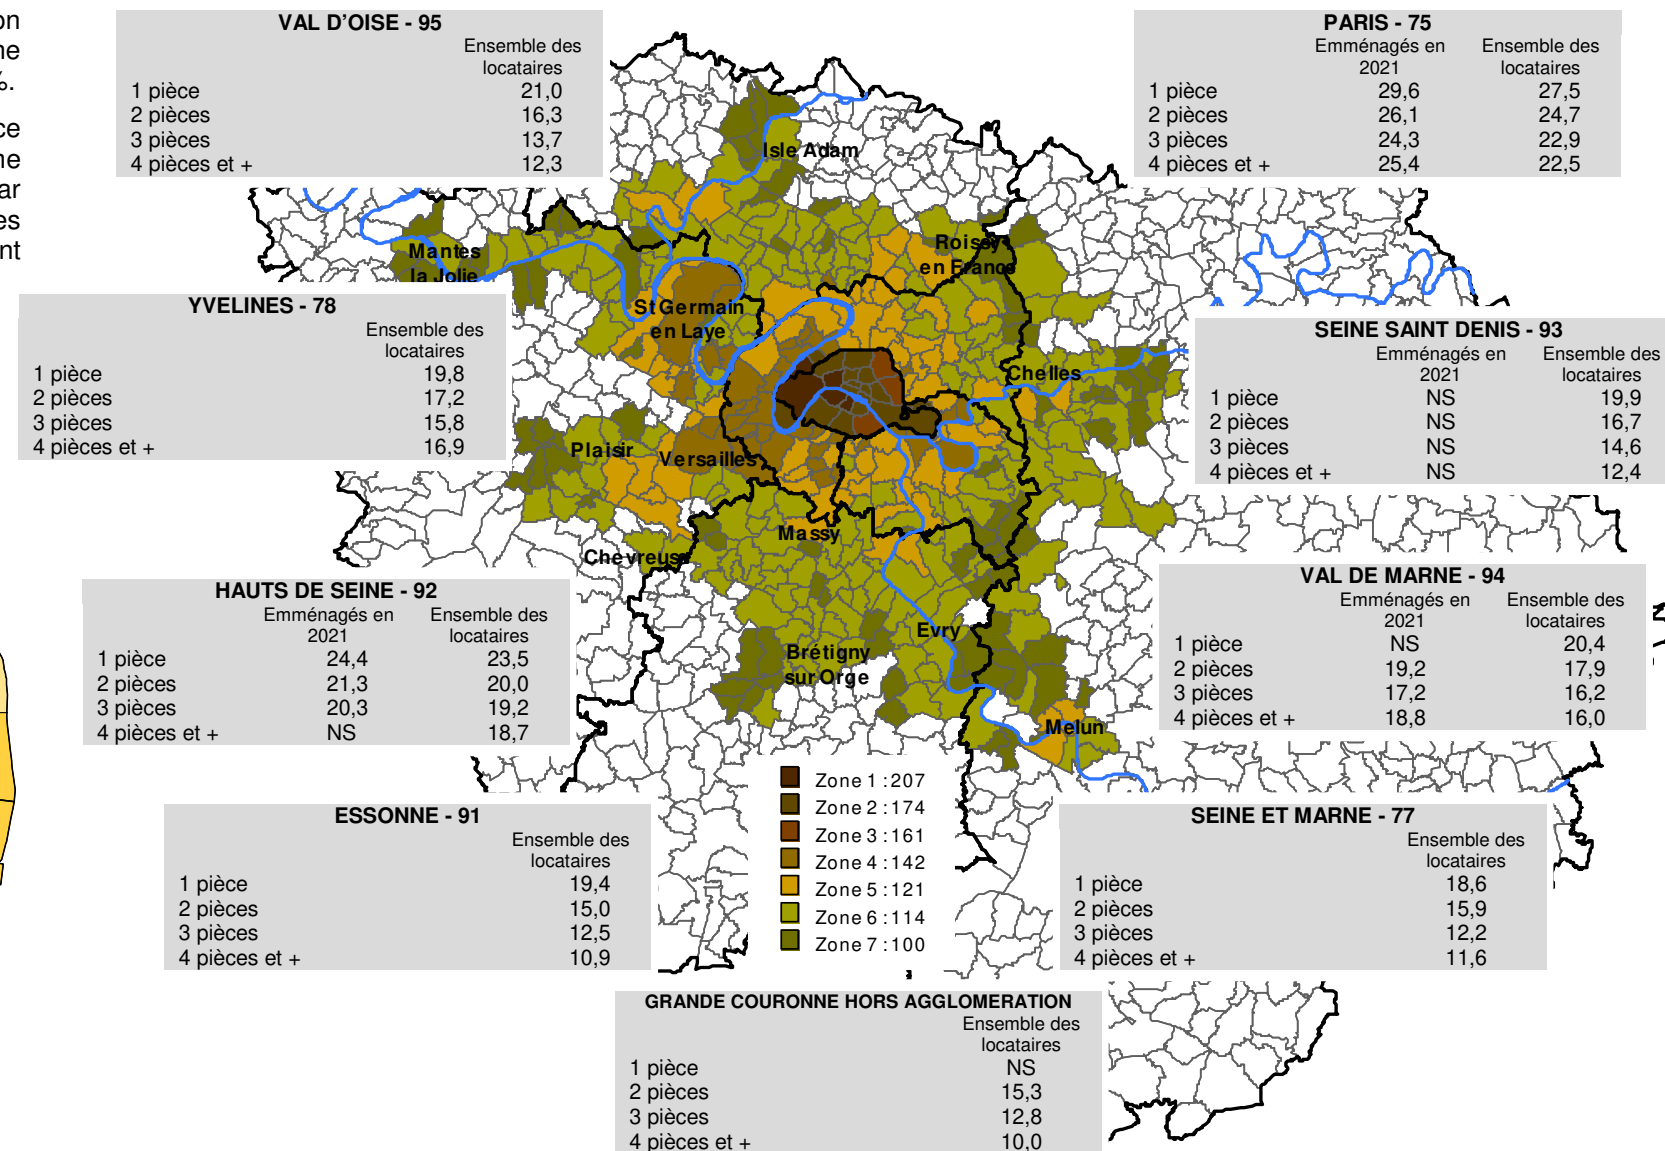 on
ne
%.
ce
ne
ar
es
nt
VAL D'OISE - 95
Ensemble des
locataires
1 pièce 21,0
2 pièces 16,3
3 pièces 13,7
4 pièces et + 12,3
PARIS - 75
Emménagés en Ensemble des
2021 locataires
1 pièce 29,6 27,5
2 pièces 26,1 24,7
3 pièces 24,3 22,9
4 pièces et + 25,4 22,5
Isle Adam
Mantes
la Jolie
Roissy
en France
YVELINES - 78
Ensemble des
locataires
1 pièce 19,8
2 pièces 17,2
3 pièces 15,8
4 pièces et + 16,9
St Germain
en Laye
SEINE SAINT DENIS - 93
Emménagés en Ensemble des
2021 locataires
1 pièce NS 19,9
2 pièces NS 16,7
3 pièces NS 14,6
4 pièces et + NS 12,4
Chelles
Plaisir
Versailles
Massy
Chevreuse
HAUTS DE SEINE - 92
Emménagés en Ensemble des
2021 locataires
1 pièce 24,4 23,5
2 pièces 21,3 20,0
3 pièces 20,3 19,2
4 pièces et + NS 18,7
VAL DE MARNE - 94
Emménagés en Ensemble des
2021 locataires
1 pièce NS 20,4
2 pièces 19,2 17,9
3 pièces 17,2 16,2
4 pièces et + 18,8 16,0
Evry
Brétigny
sur Orge
Melun
Zone 1 : 207
Zone 2 : 174
Zone 3 : 161
Zone 4 : 142
Zone 5 : 121
Zone 6 : 114
Zone 7 : 100
ESSONNE - 91
Ensemble des
locataires
1 pièce 19,4
2 pièces 15,0
3 pièces 12,5
4 pièces et + 10,9
SEINE ET MARNE - 77
Ensemble des
locataires
1 pièce 18,6
2 pièces 15,9
3 pièces 12,2
4 pièces et + 11,6
GRANDE COURONNE HORS AGGLOMERATION
Ensemble des
locataires
1 pièce NS
2 pièces 15,3
3 pièces 12,8
4 pièces et + 10,0